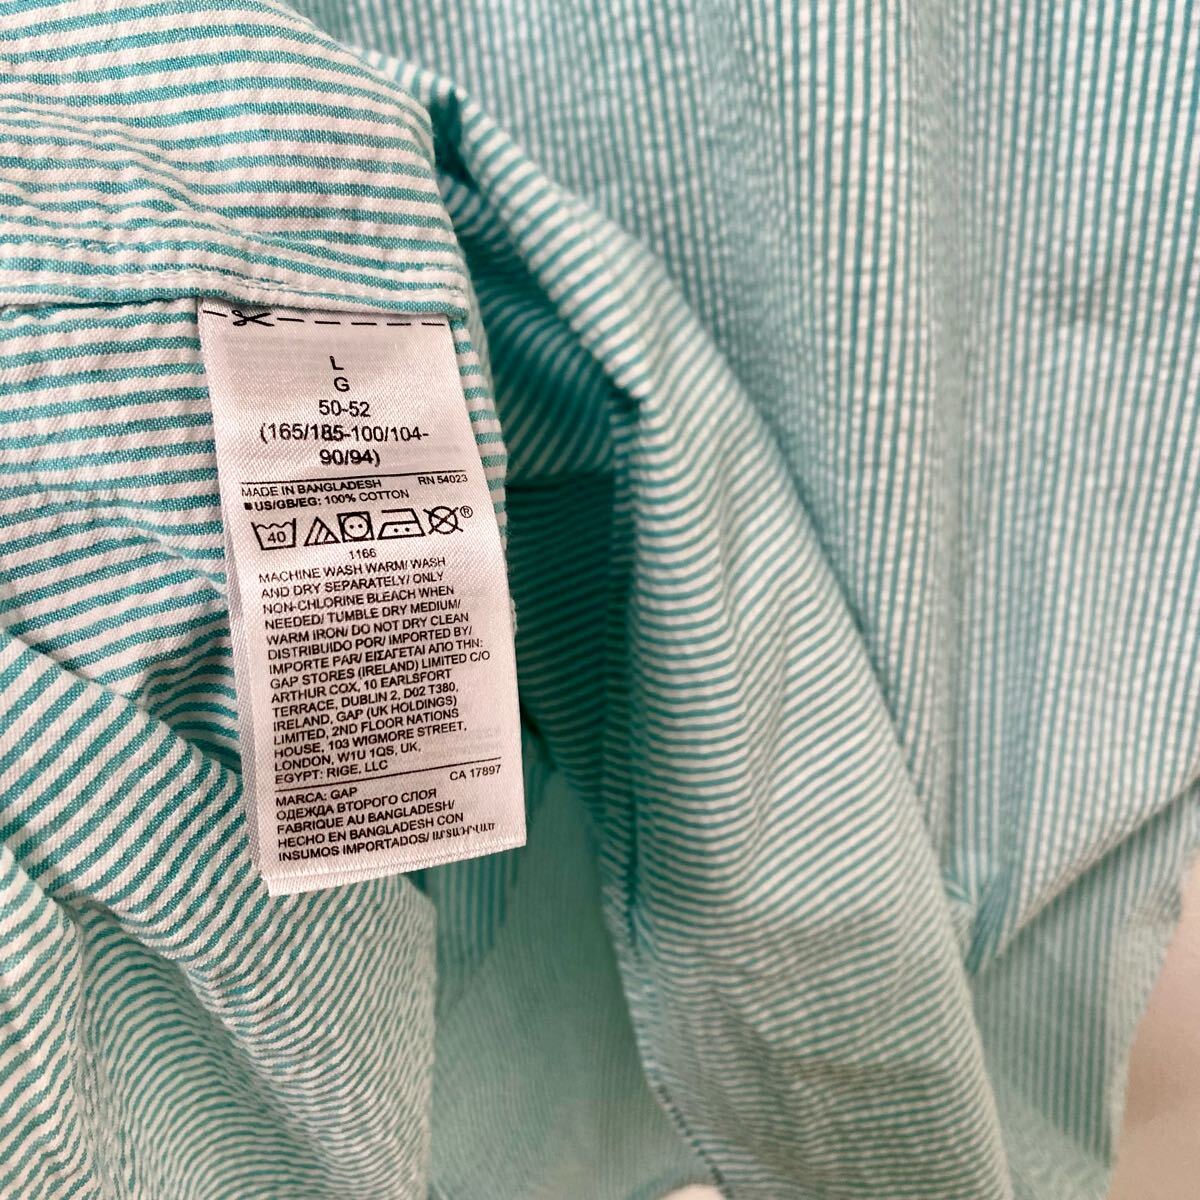 L
G
50-52
(165/185-100/104-
90/94)
MADE IN BANGLADESH RN 54023
■US/GB/EG: 100% COTTON
40 ®
1166
MACHINE WASH WARM/ WASH
AND DRY SEPARATELY/ ONLY
NON-CHLORINE BLEACH WHEN
NEEDED/ TUMBLE DRY MEDIUM/
WARM IRON/ DO NOT DRY CLEAN
DISTRIBUIDO POR/ IMPORTED BY/
IMPORTE PAR/ ΕΙΣΑΓΕΤΑΙ ΑΠΟ ΤΗΝ:
GAP STORES (IRELAND) LIMITED C/O
ARTHUR COX, 10 EARLSFORT
TERRACE, DUBLIN 2, D02 T380,
IRELAND, GAP (UK HOLDINGS)
LIMITED, 2ND FLOOR NATIONS
HOUSE, 103 WIGMORE STREET,
LONDON, W1U 1QS, UK,
EGYPT: RIGE, LLC
CA 17897
MARCA: GAP
ОДЕЖДА ВТОРОГО СЛОЯ
FABRIQUE AU BANGLADESH/
HECHO EN BANGLADESH CON
INSUMOS IMPORTADOS/